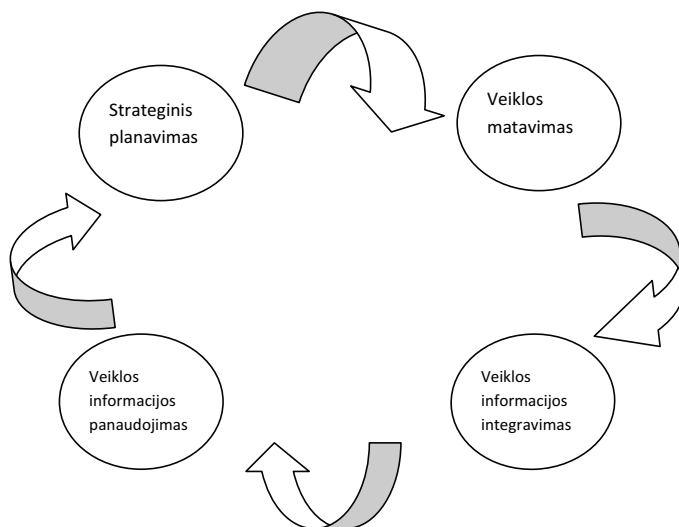 Strateginis
planavimas
Veiklos
matavimas
Veiklos
informacijos
integravimas
Veiklos
informacijos
panaudojimas